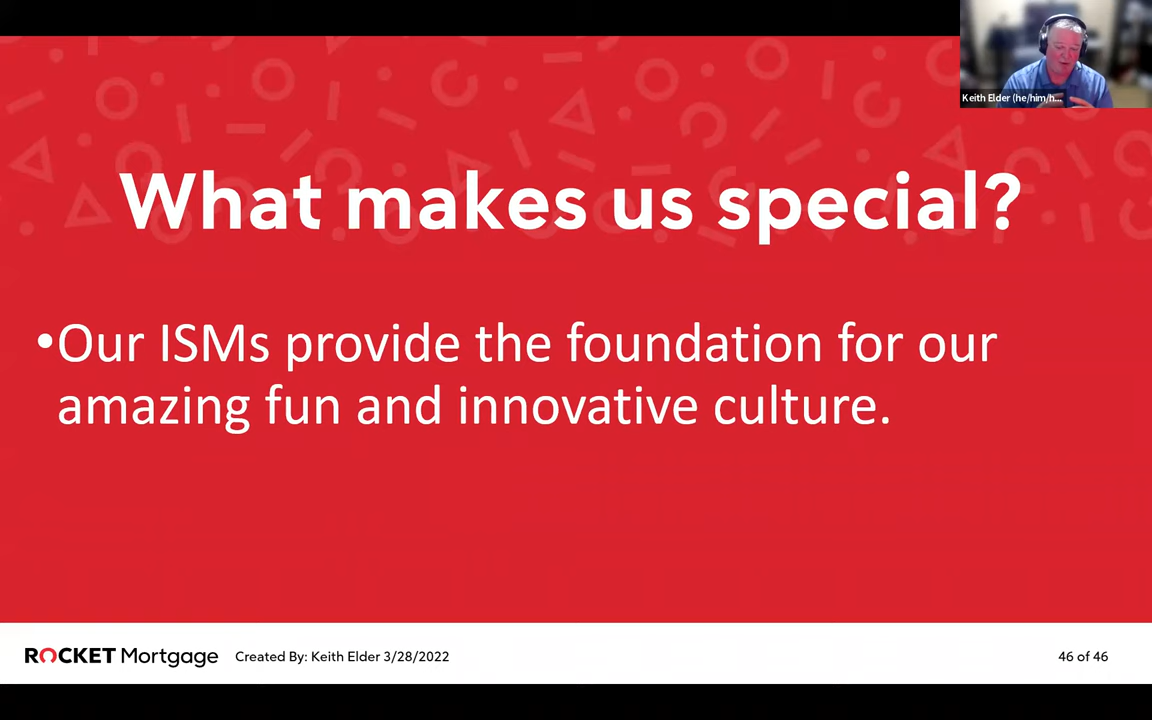 Keith Elder (he/him/h...
What makes us special?
•Our ISMs provide the foundation for our
amazing fun and innovative culture.
ROCKET Mortgage Created By: Keith Elder 3/28/2022 46 of 46